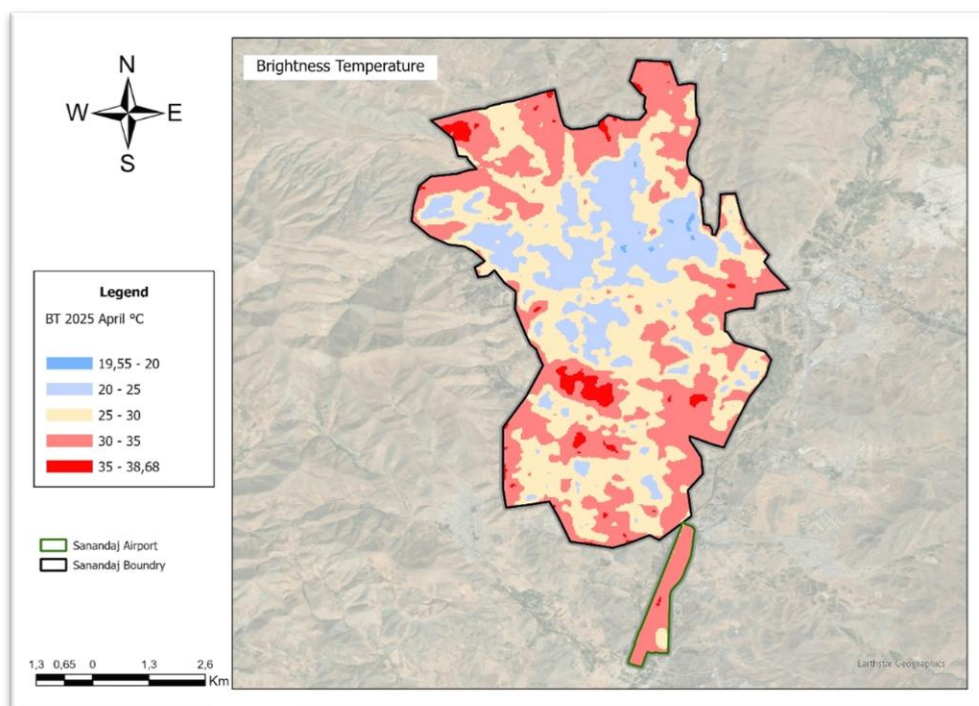 Brightness Temperature
N
W E
S
Legend
BT 2025 April °C
19,55 - 20
20 - 25
25 - 30
30 - 35
35 - 38,68
Sanandaj Airport
Sanandaj Boundry
1,3 0,65 0 1,3 2,6
Km
Earthstar Geographics